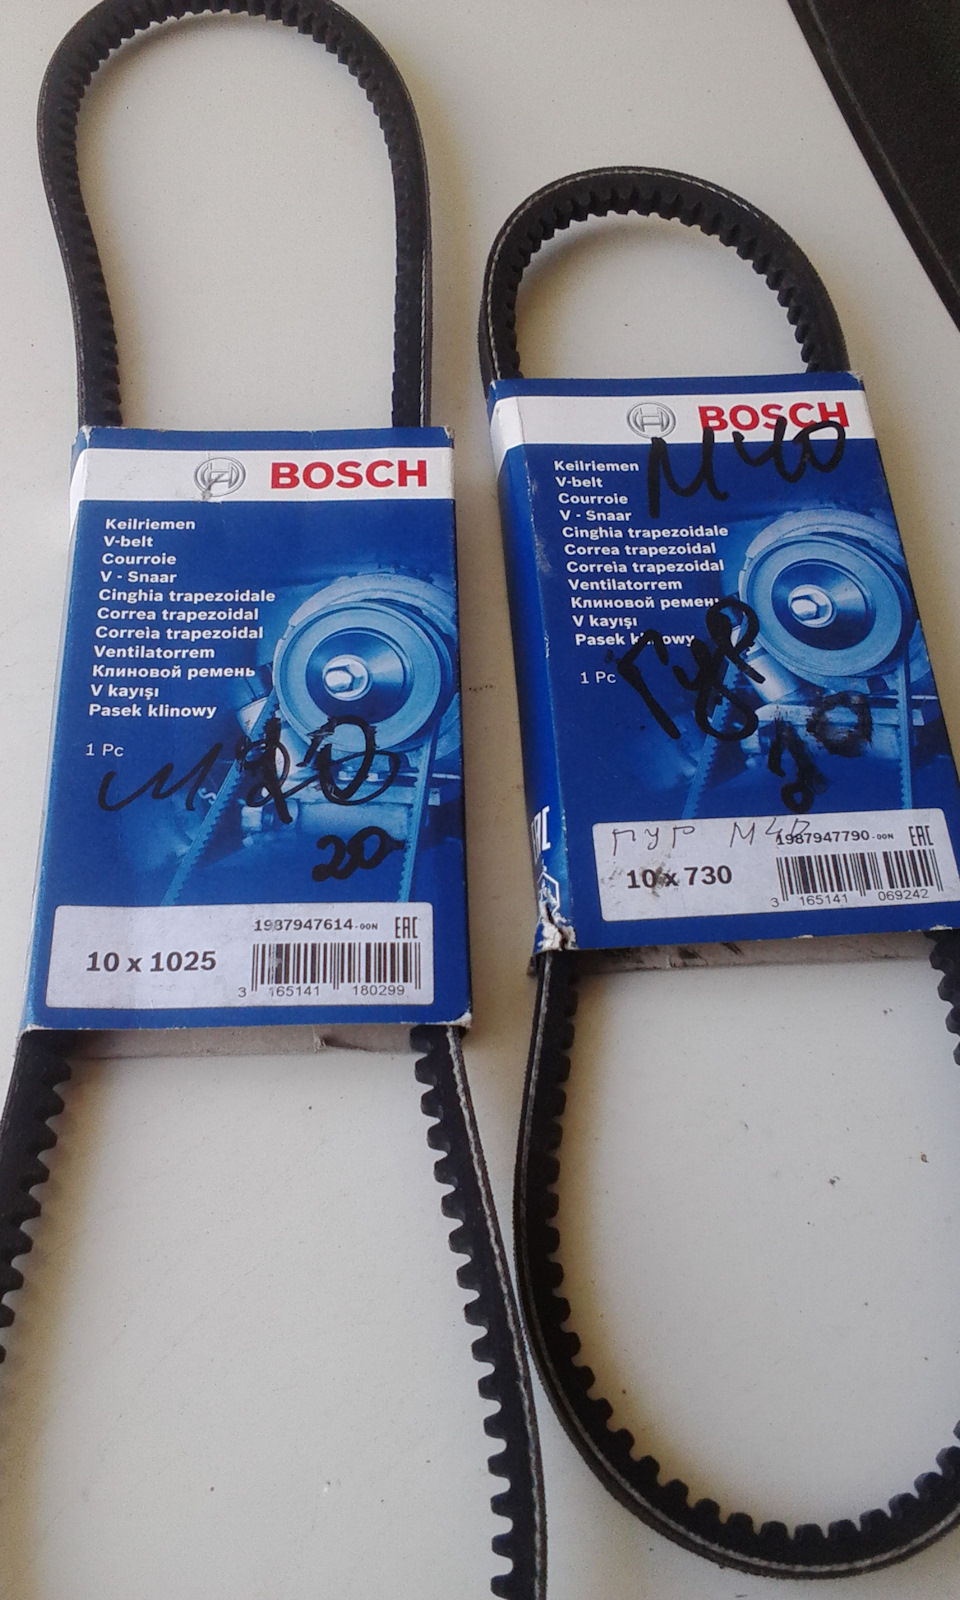 BOSCH
Keilriemen
V-belt
Courroie
V - Snaar
Cinghia trapezoidale
Correa trapezoidal
Correia trapezoidal
Ventilatorrem
Клиновой ремень
V kayışı
Pasek klinowy
1 Pc
20
1987947614-00N EAC
10 x 1025
3 165141 180299
BOSCH
М40
Keilriemen
V-belt
Courroie
V - Snaar
Cinghia trapezoidale
Correa trapezoidal
Correia trapezoidal
Ventilatorrem
Клиновой ремень
V kayışı
Pasek klinowy
1 Pc
Гур
20
ГУР М40
1987947790-00N EAC
10 x 730
3 165141 069242